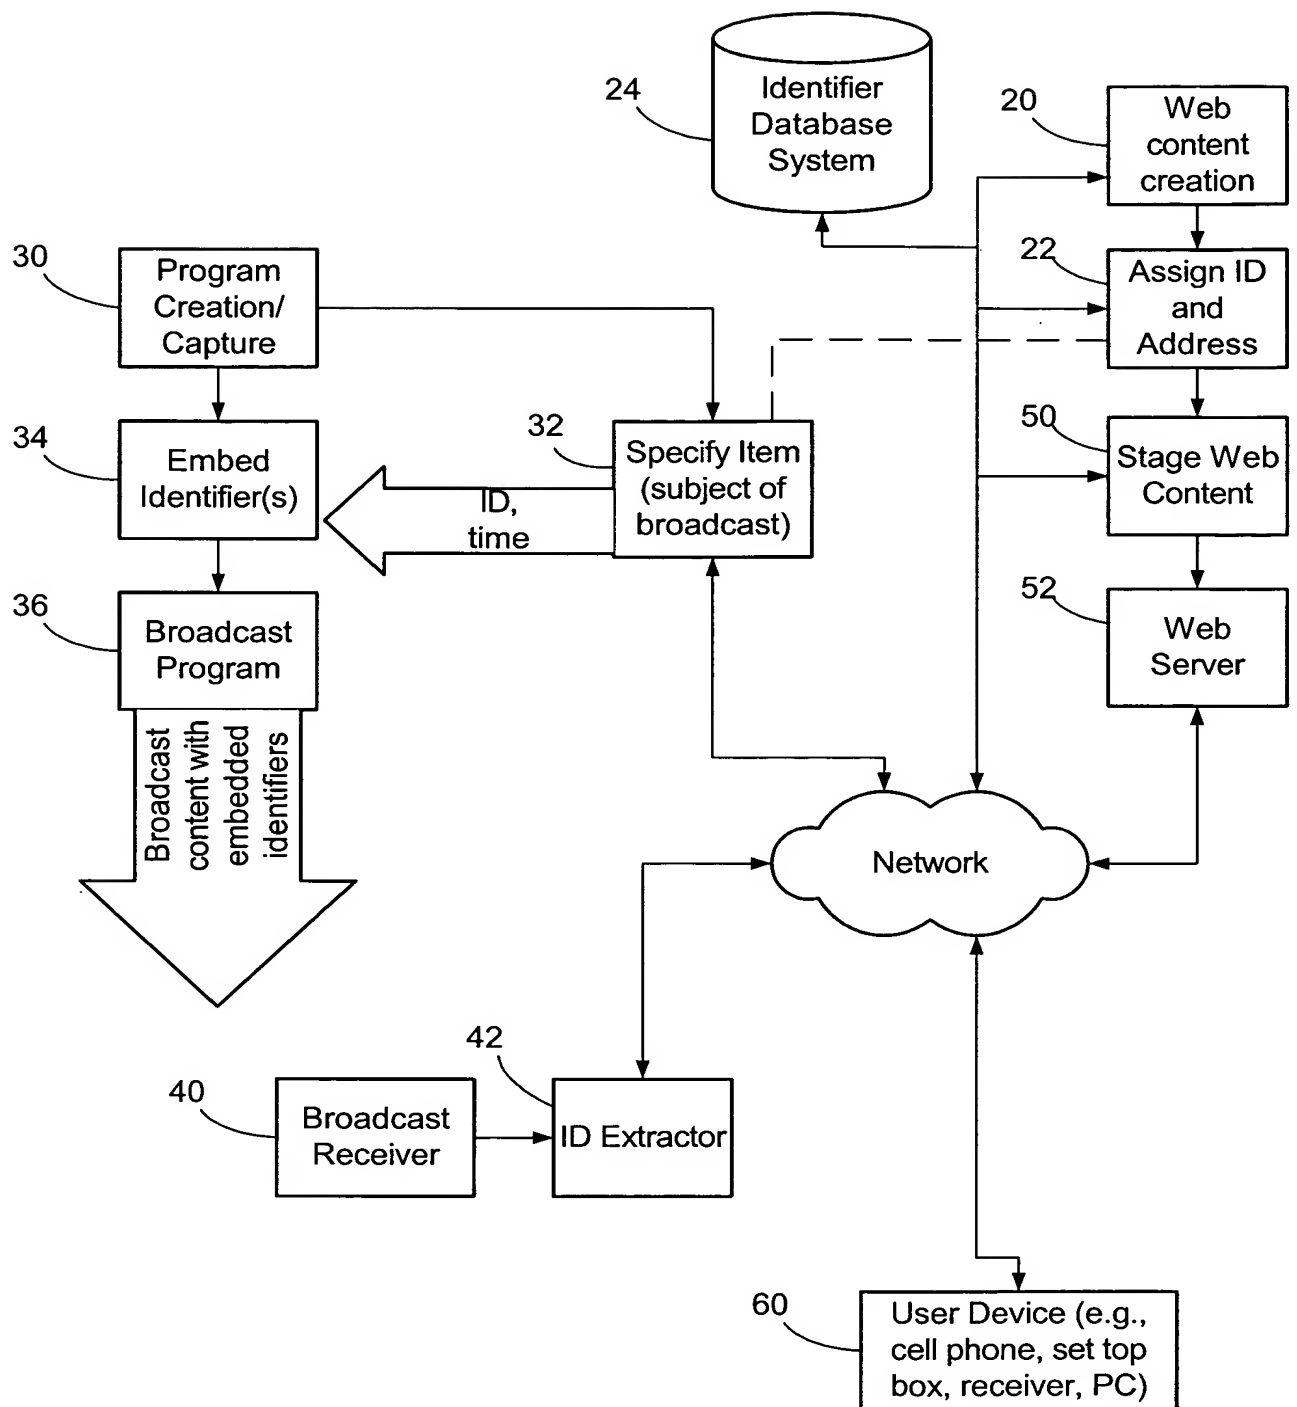 24
Identifier
Database
System
20
Web
content
creation
30
Program
Creation/
Capture
22
Assign ID
and
Address
34
Embed
Identifier(s)
ID,
time
32
Specify Item
(subject of
broadcast)
50
Stage Web
Content
36
Broadcast
Program
52
Web
Server
Broadcast
content with
embedded
identifiers
Network
40
Broadcast
Receiver
42
ID Extractor
60
User Device (e.g.,
cell phone, set top
box, receiver, PC)